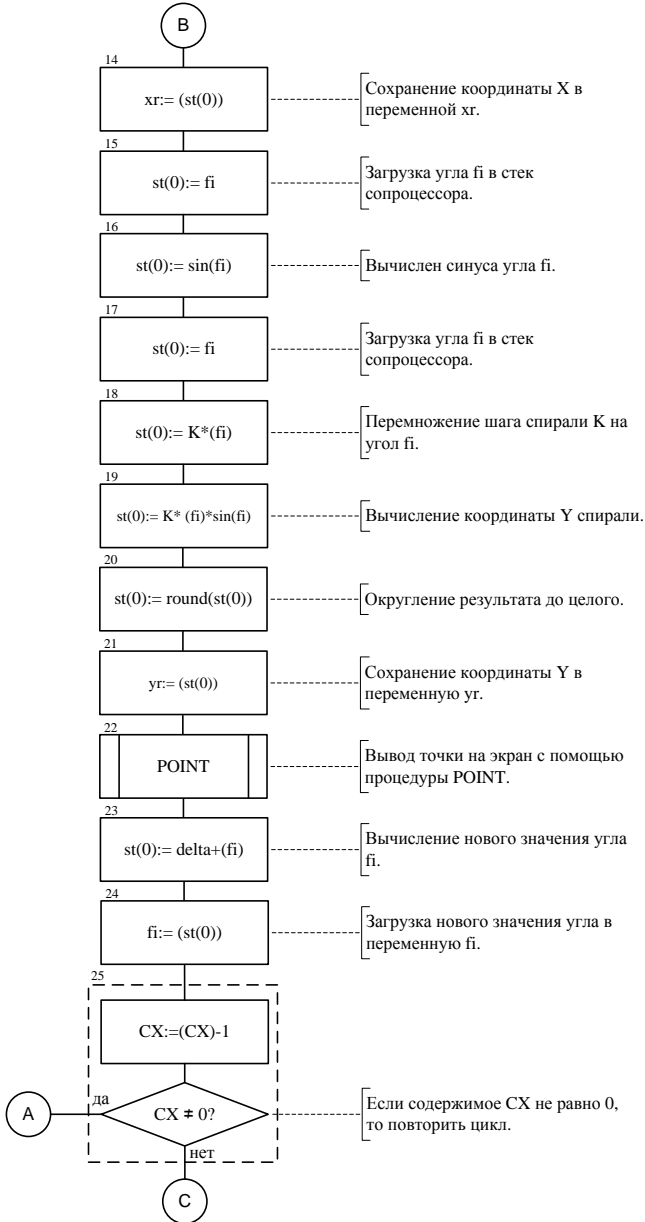 B
14
xr:= (st(0))
Сохранение координаты X в
переменной xr.
15
st(0):= fi
Загрузка угла fi в стек
сопроцессора.
16
st(0):= sin(fi)
Вычислен синуса угла fi.
17
st(0):= fi
Загрузка угла fi в стек
сопроцессора.
18
st(0):= K*(fi)
Перемножение шага спирали K на
угол fi.
19
st(0):= K* (fi)*sin(fi)
Вычисление координаты Y спирали.
20
st(0):= round(st(0))
Округление результата до целого.
21
yr:= (st(0))
Сохранение координаты Y в
переменную yr.
22
POINT
Вывод точки на экран с помощью
процедуры POINT.
23
st(0):= delta+(fi)
Вычисление нового значения угла
fi.
24
fi:= (st(0))
Загрузка нового значения угла в
переменную fi.
25
CX:=(CX)-1
A
да
CX ≠ 0?
Если содержимое CX не равно 0,
то повторить цикл.
нет
C